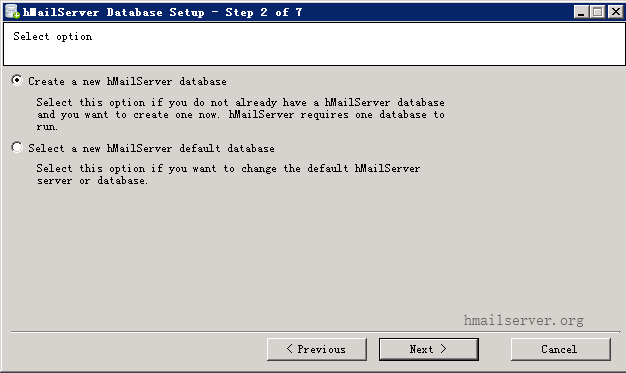 hMailServer Database Setup - Step 2 of 7
Select option
Create a new hMailServer database
Select this option if you do not already have a hMailServer database
and you want to create one now. hMailServer requires one database to
run.
Select a new hMailServer default database
Select this option if you want to change the default hMailServer
server or database.
hmailserver.org
< Previous
Next >
Cancel